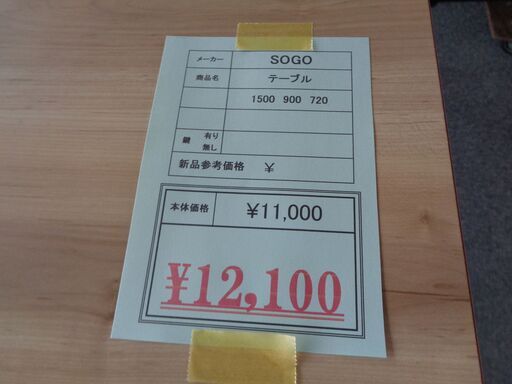 メーカー SOGO
商品名 テーブル
1500 900 720
鍵 有り
無し
新品参考価格 ¥
本体価格 ¥11,000
¥12,100